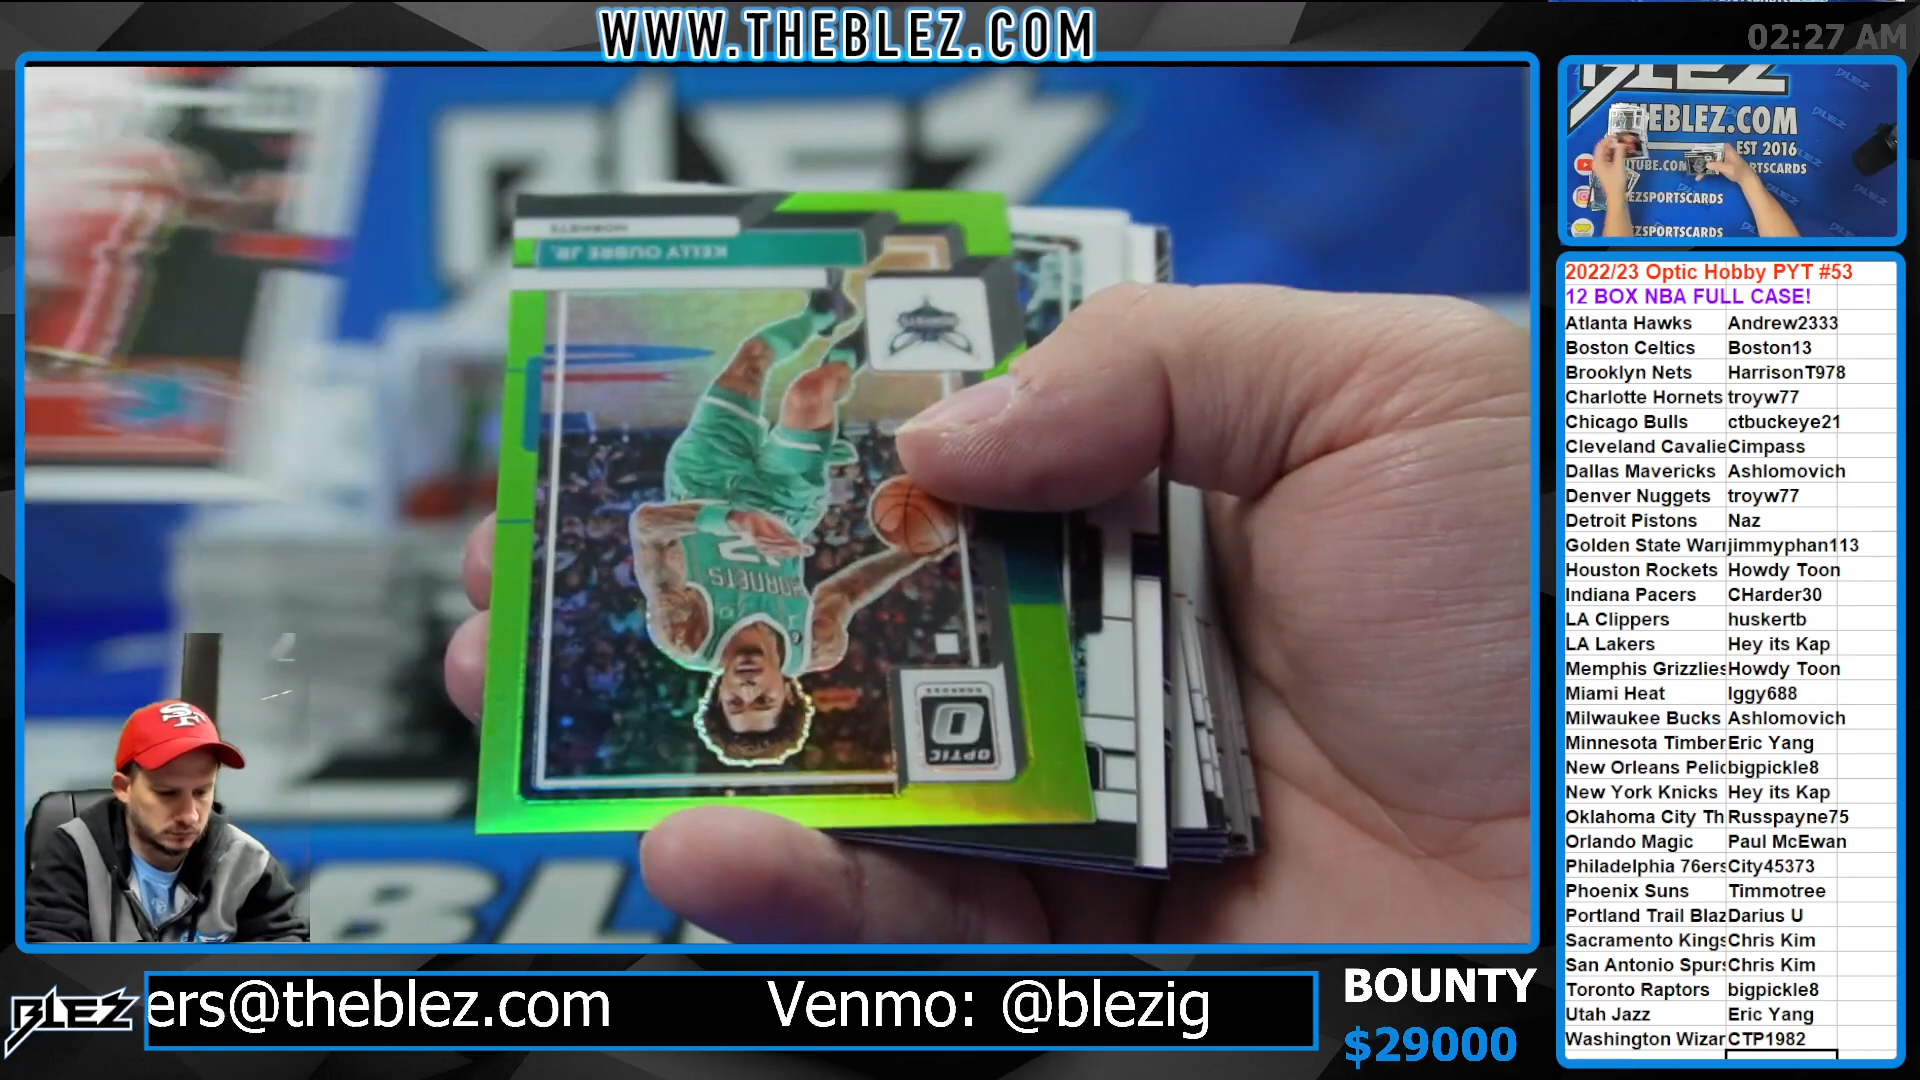 WWW.THEBLEZ.COM
02:27 AM
BLEZ
THEBLEZ.COM
EST 2016
2022/23 Optic Hobby PYT #53
12 BOX NBA FULL CASE!
Atlanta Hawks Andrew2333
Boston Celtics Boston13
Brooklyn Nets HarrisonT978
Charlotte Hornets troyw77
Chicago Bulls ctbuckeye21
Cleveland Cavalie Cimpass
Dallas Mavericks Ashlomovich
Denver Nuggets troyw77
Detroit Pistons Naz
Golden State Warr jimmyphan113
Houston Rockets Howdy Toon
Indiana Pacers CHarder30
LA Clippers huskertb
LA Lakers Hey its Kap
Memphis Grizzlies Howdy Toon
Miami Heat Iggy688
Milwaukee Bucks Ashlomovich
Minnesota Timber Eric Yang
New Orleans Pelic bigpickle8
New York Knicks Hey its Kap
Oklahoma City Th Russpayne75
Orlando Magic Paul McEwan
Philadelphia 76ers City45373
Phoenix Suns Timmotree
Portland Trail Blaz Darius U
Sacramento Kings Chris Kim
San Antonio Spurs Chris Kim
Toronto Raptors bigpickle8
Utah Jazz Eric Yang
Washington Wizar CTP1982
HORNETS
KELLY OUBRE JR.
HORNETS
DONRUSS
OPTIC
SF
BLEZ
ers@theblez.com Venmo: @blezig
BOUNTY
$29000